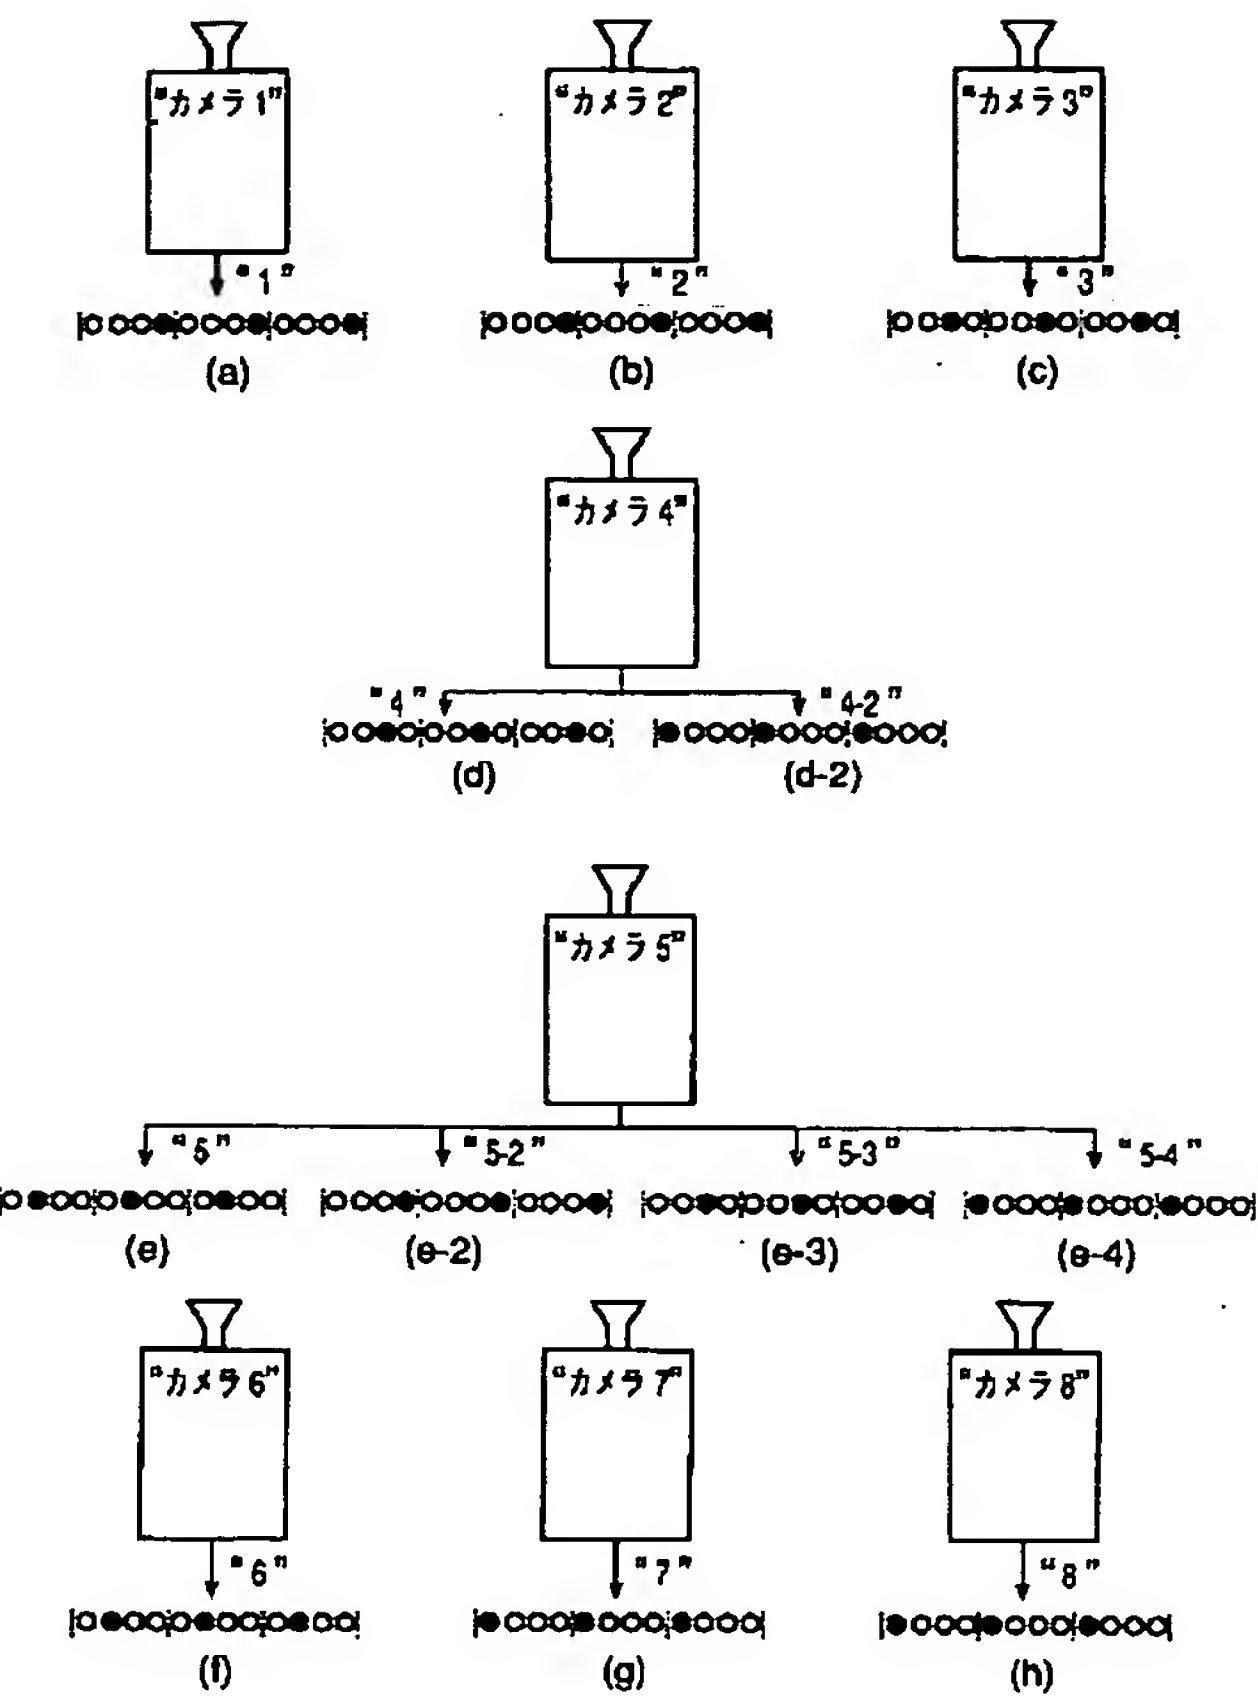 “カメラ1” “カメラ2” “カメラ3”
“1” “2” “3”
(a) (b) (c)
“カメラ4”
“4” “4-2”
(d) (d-2)
“カメラ5”
“5” “5-2” “5-3” “5-4”
(e) (e-2) (e-3) (e-4)
“カメラ6” “カメラ7” “カメラ8”
“6” “7” “8”
(f) (g) (h)